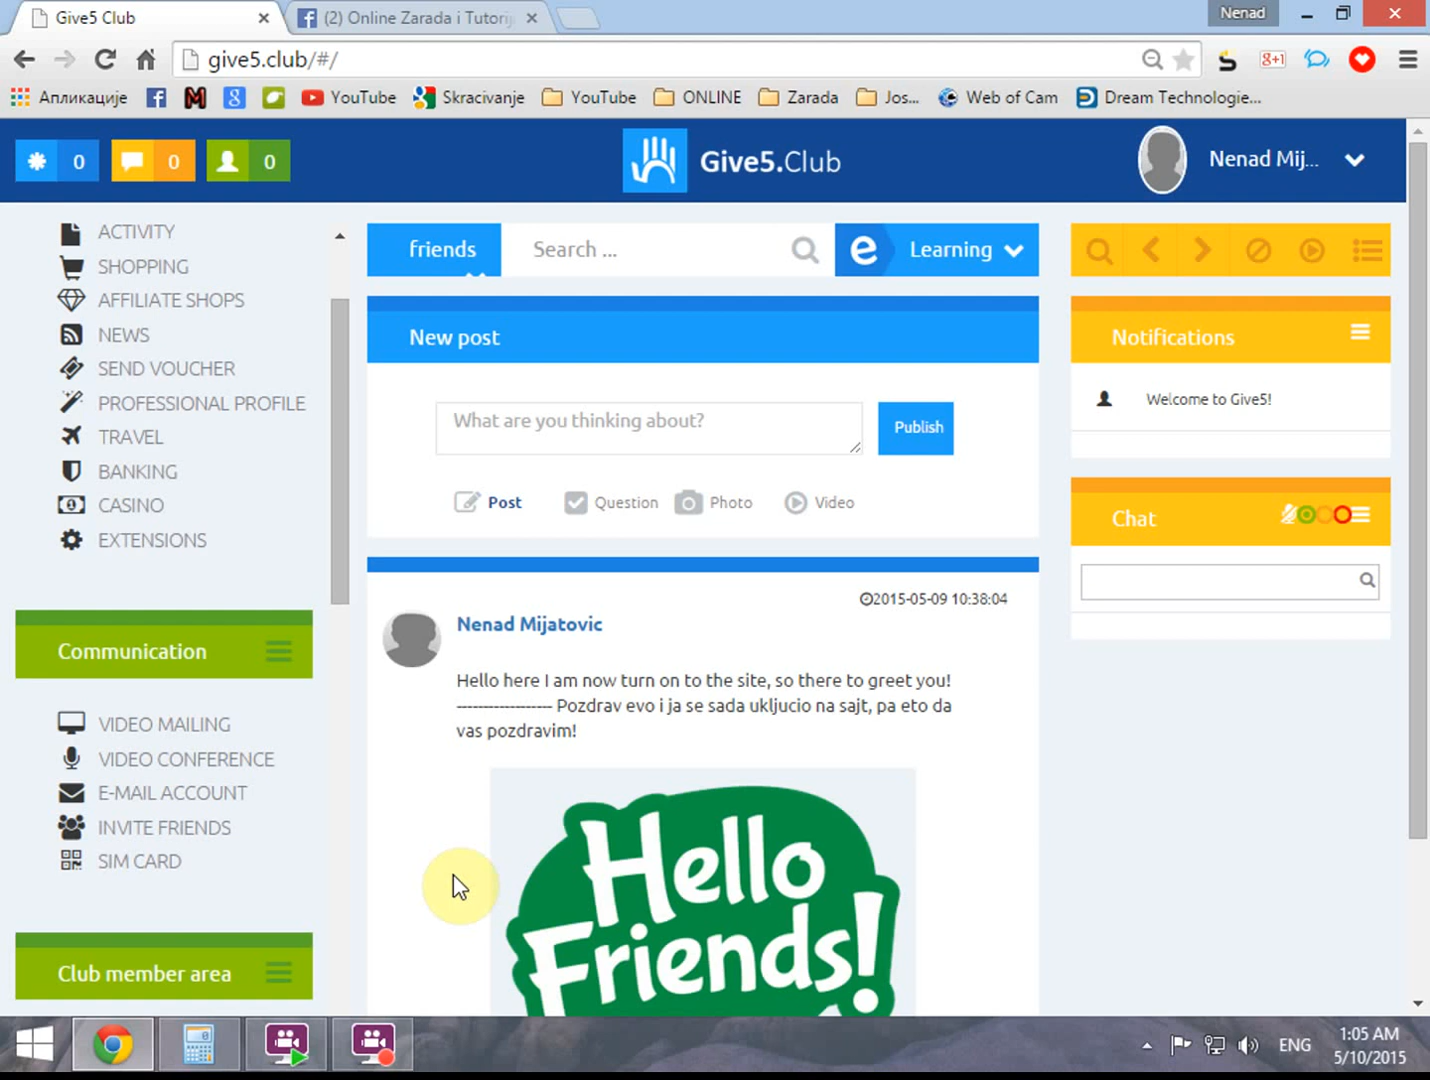 Give5 Club
(2) Online Zarada i Tutorij
Nenad
give5.club/#/
Апликације
YouTube
Skracivanje
YouTube
ONLINE
Zarada
Jos...
Web of Cam
Dream Technologie...
0
0
0
Give5.Club
Nenad Mij...
ACTIVITY
SHOPPING
AFFILIATE SHOPS
NEWS
SEND VOUCHER
PROFESSIONAL PROFILE
TRAVEL
BANKING
CASINO
EXTENSIONS
Communication
VIDEO MAILING
VIDEO CONFERENCE
E-MAIL ACCOUNT
INVITE FRIENDS
SIM CARD
Club member area
friends
Search ...
e Learning
New post
What are you thinking about?
Publish
Post
Question
Photo
Video
2015-05-09 10:38:04
Nenad Mijatovic
Hello here I am now turn on to the site, so there to greet you!
------------------ Pozdrav evo i ja se sada ukljucio na sajt, pa eto da
vas pozdravim!
Hello
Friends!
Notifications
Welcome to Give5!
Chat
ENG
1:05 AM
5/10/2015